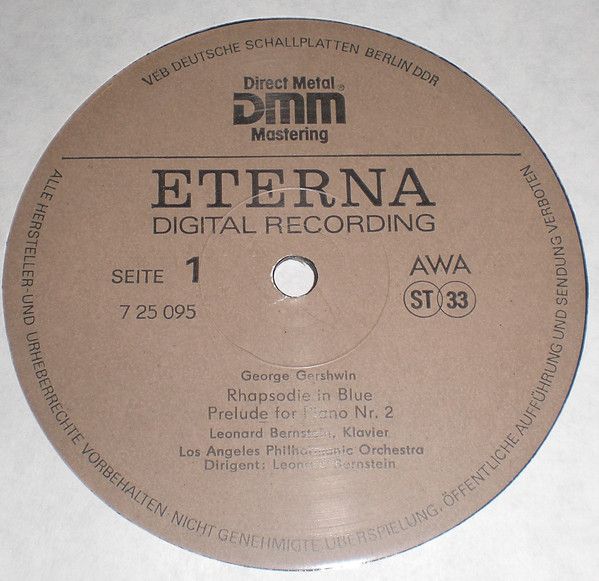 VEB DEUTSCHE SCHALLPLATTEN BERLIN DDR
Direct Metal ®
DMM
Mastering
ETERNA
DIGITAL RECORDING
SEITE 1
AWA
7 25 095
ST 33
George Gershwin
Rhapsodie in Blue
Prelude for Piano Nr. 2
Leonard Bernstein, Klavier
Los Angeles Philharmonic Orchestra
Dirigent: Leonard Bernstein
ALLE HERSTELLER- UND URHEBERRECHTE VORBEHALTEN· NICHT GENEHMIGTE ÜBERSPIELUNG, ÖFFENTLICHE AUFFÜHRUNG UND SENDUNG VERBOTEN